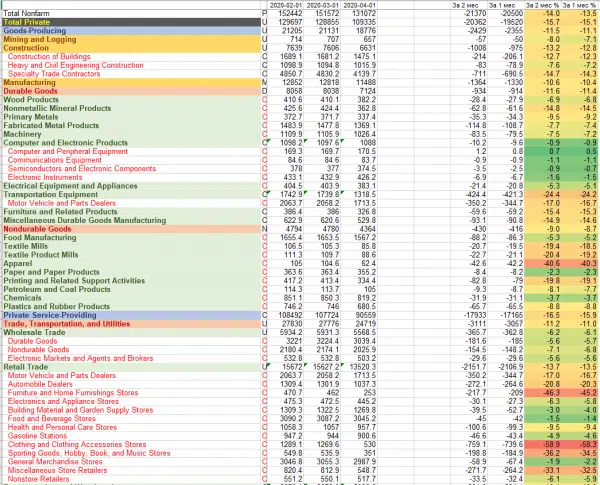 2020-02-01 2020-03-01 2020-04-01 За 2 мес За 1 мес За 2 мес % За 1 мес %
Total Nonfarm P 152442 151572 131072 -21370 -20500 -14.0 -13.5
Total Private U 129697 128855 109335 -20362 -19520 -15.7 -15.1
Goods-Producing U 21205 21131 18776 -2429 -2355 -11.5 -11.1
Mining and Logging U 714 707 657 -57 -50 -8.0 -7.1
Construction U 7639 7606 6631 -1008 -975 -13.2 -12.8
Construction of Buildings C 1689.1 1681.2 1475.1 -214 -206.1 -12.7 -12.3
Heavy and Civil Engineering Construction C 1098.9 1094.8 1015.9 -83 -78.9 -7.6 -7.2
Specialty Trade Contractors C 4850.7 4830.2 4139.7 -711 -690.5 -14.7 -14.3
Manufacturing M 12852 12818 11488 -1364 -1330 -10.6 -10.4
Durable Goods D 8058 8038 7124 -934 -914 -11.6 -11.4
Wood Products C 410.6 410.1 382.2 -28.4 -27.9 -6.9 -6.8
Nonmetallic Mineral Products C 425.6 424.4 362.8 -62.8 -61.6 -14.8 -14.5
Primary Metals C 372.7 371.7 337.4 -35.3 -34.3 -9.5 -9.2
Fabricated Metal Products C 1483.9 1477.8 1369.1 -114.8 -108.7 -7.7 -7.4
Machinery C 1109.9 1105.9 1026.4 -83.5 -79.5 -7.5 -7.2
Computer and Electronic Products C 1098.2 1097.6 1088 -10.2 -9.6 -0.9 -0.9
Computer and Peripheral Equipment C 169.3 169.7 170.5 1.2 0.8 0.7 0.5
Communications Equipment C 84.6 84.6 83.7 -0.9 -0.9 -1.1 -1.1
Semiconductors and Electronic Components C 378 377 374.5 -3.5 -2.5 -0.9 -0.7
Electronic Instruments C 433.1 432.9 426.2 -6.9 -6.7 -1.6 -1.5
Electrical Equipment and Appliances C 404.5 403.9 383.1 -21.4 -20.8 -5.3 -5.1
Transportation Equipment C 1742.9 1739.8 1318.5 -424.4 -421.3 -24.4 -24.2
Motor Vehicle and Parts Dealers C 2063.7 2058.2 1713.5 -350.2 -344.7 -17.0 -16.7
Furniture and Related Products C 386.4 386 326.8 -59.6 -59.2 -15.4 -15.3
Miscellaneous Durable Goods Manufacturing C 622.9 620.6 529.8 -93.1 -90.8 -14.9 -14.6
Nondurable Goods N 4794 4780 4364 -430 -416 -9.0 -8.7
Food Manufacturing C 1655.4 1653.5 1567.2 -88.2 -86.3 -5.3 -5.2
Textile Mills C 106.5 105.3 85.8 -20.7 -19.5 -19.4 -18.5
Textile Product Mills C 111.3 109.7 88.6 -22.7 -21.1 -20.4 -19.2
Apparel C 105 104.6 62.4 -42.6 -42.2 -40.6 -40.3
Paper and Paper Products C 363.6 363.4 355.2 -8.4 -8.2 -2.3 -2.3
Printing and Related Support Activities C 417.2 413.4 334.4 -82.8 -79 -19.8 -19.1
Petroleum and Coal Products C 114.3 113.7 105 -9.3 -8.7 -8.1 -7.7
Chemicals C 851.1 850.3 819.2 -31.9 -31.1 -3.7 -3.7
Plastics and Rubber Products C 746.2 746 680.5 -65.7 -65.5 -8.8 -8.8
Private Service-Providing C 108492 107724 90559 -17933 -17165 -16.5 -15.9
Trade, Transportation, and Utilities U 27830 27776 24719 -3111 -3057 -11.2 -11.0
Wholesale Trade U 5934.2 5931.3 5568.5 -365.7 -362.8 -6.2 -6.1
Durable Goods C 3221 3224.4 3039.4 -181.6 -185 -5.6 -5.7
Nondurable Goods C 2180.4 2174.1 2025.9 -154.5 -148.2 -7.1 -6.8
Electronic Markets and Agents and Brokers C 532.8 532.8 503.2 -29.6 -29.6 -5.6 -5.6
Retail Trade U 15672 15627.2 13520.3 -2151.7 -2106.9 -13.7 -13.5
Motor Vehicle and Parts Dealers C 2063.7 2058.2 1713.5 -350.2 -344.7 -17.0 -16.7
Automobile Dealers C 1309.4 1301.9 1037.3 -272.1 -264.6 -20.8 -20.3
Furniture and Home Furnishings Stores C 470.7 462 253 -217.7 -209 -46.3 -45.2
Electronics and Appliance Stores C 475.3 472.5 445.2 -30.1 -27.3 -6.3 -5.8
Building Material and Garden Supply Stores C 1309.3 1322.5 1269.8 -39.5 -52.7 -3.0 -4.0
Food and Beverage Stores C 3090.2 3087.2 3045.2 -45 -42 -1.5 -1.4
Health and Personal Care Stores C 1058.3 1057 957.7 -100.6 -99.3 -9.5 -9.4
Gasoline Stations C 947.2 944 900.6 -46.6 -43.4 -4.9 -4.6
Clothing and Clothing Accessories Stores C 1289.1 1269.6 530 -759.1 -739.6 -58.9 -58.3
Sporting Goods, Hobby, Book, and Music Stores C 549.8 535.9 351 -198.8 -184.9 -36.2 -34.5
General Merchandise Stores C 3046.8 3055.3 2987.9 -58.9 -67.4 -1.9 -2.2
Miscellaneous Store Retailers C 820.4 812.9 548.7 -271.7 -264.2 -33.1 -32.5
Nonstore Retailers C 551.2 550.1 517.7 -33.5 -32.4 -6.1 -5.9